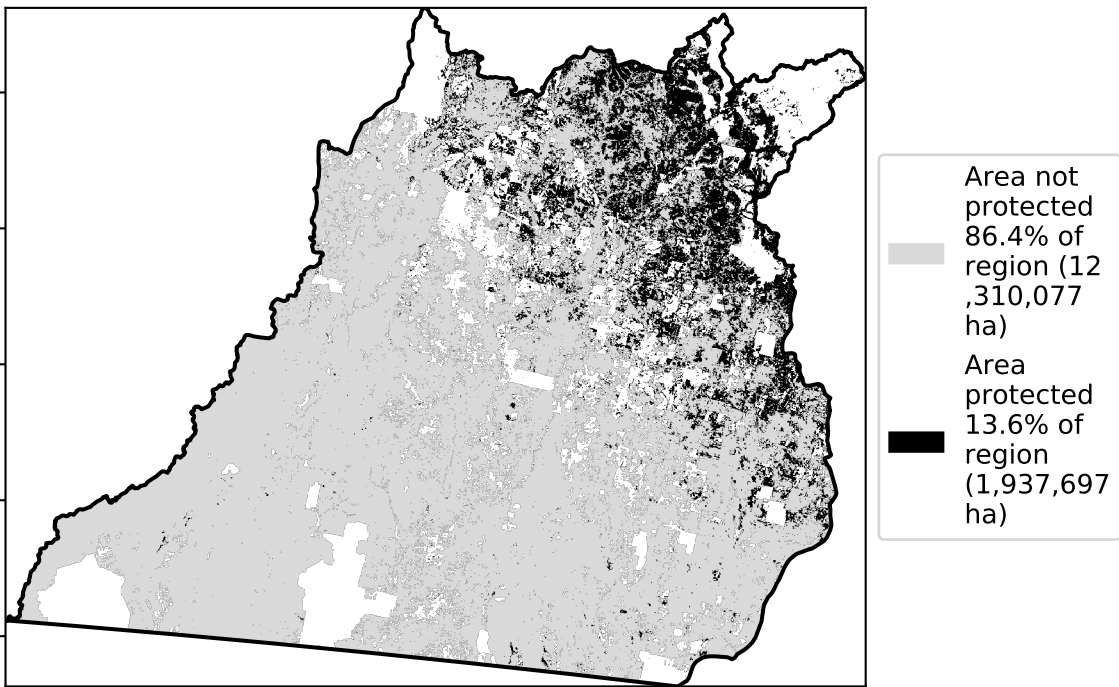 Area not
protected
86.4% of
region (12
,310,077
ha)
Area
protected
13.6% of
region
(1,937,697
ha)